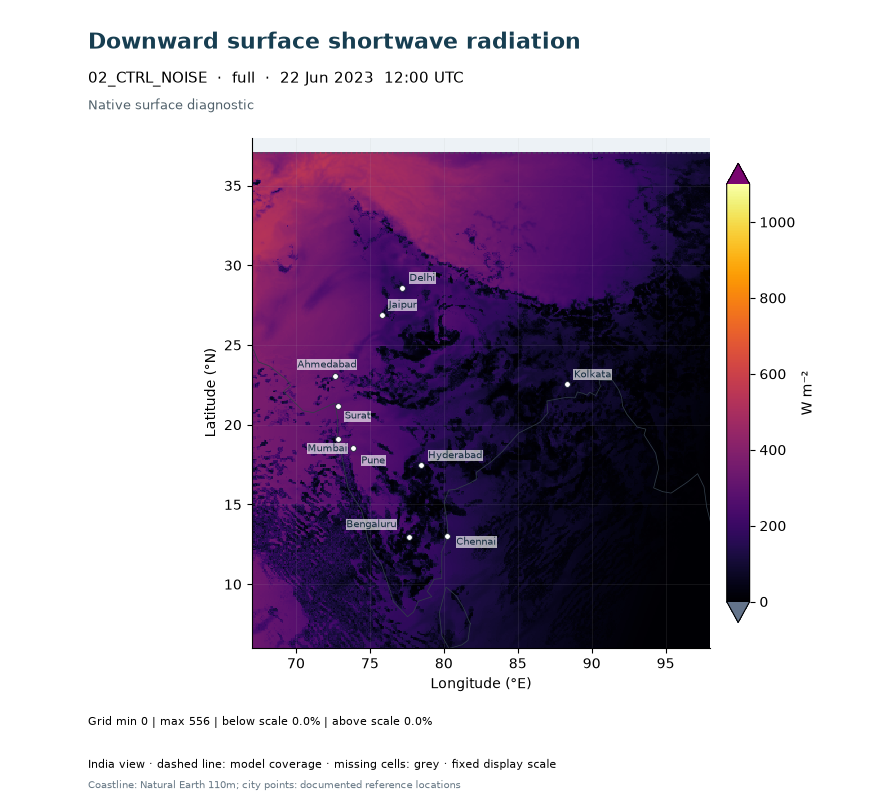 Downward surface shortwave radiation
02_CTRL_NOISE · full · 22 Jun 2023 12:00 UTC
Native surface diagnostic
35
30
25
20
15
10
Latitude (°N)
Delhi
Jaipur
Ahmedabad
Kolkata
Surat
Mumbai
Hyderabad
Pune
Bengaluru
Chennai
70
75
80
85
90
95
Longitude (°E)
1000
800
600
400
200
0
W m⁻²
Grid min 0 | max 556 | below scale 0.0% | above scale 0.0%
India view · dashed line: model coverage · missing cells: grey · fixed display scale
Coastline: Natural Earth 110m; city points: documented reference locations